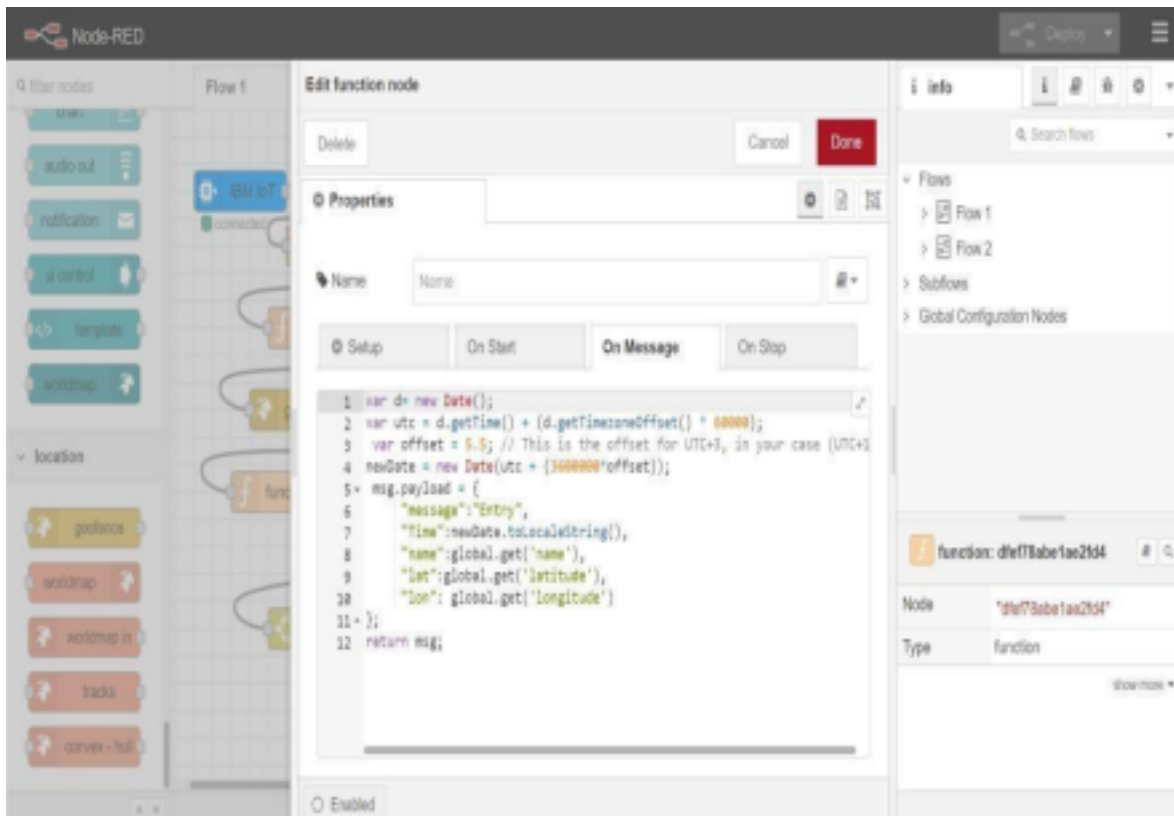 Node-RED
Deploy
filter nodes
Flow 1
Edit function node
info
Delete
Cancel
Done
Search flows
audio out
IBM IoT
Properties
Flows
connected
Flow 1
notification
Flow 2
Name
Name
Subflows
ui control
Global Configuration Nodes
template
Setup
On Start
On Message
On Stop
worldmap
1 var d= new Date();
2 var utc = d.getTime() + (d.getTimezoneOffset() * 60000);
3 var offset = 5.5; // This is the offset for UTC+3, in your case (UTC+1
4 newDate = new Date(utc + (3600000*offset));
5 msg.payload = {
6 "message":"Entry",
7 "Time":newDate.toLocaleString(),
8 "name":global.get('name'),
9 "lat":global.get('latitude'),
10 "lon": global.get('longitude')
11 };
12 return msg;
location
func
geofence
worldmap
worldmap in
tracks
convex - hull
function: dfef78abe1ae2fd4
Node
"dfef78abe1ae2fd4"
Type
function
show more
Enabled